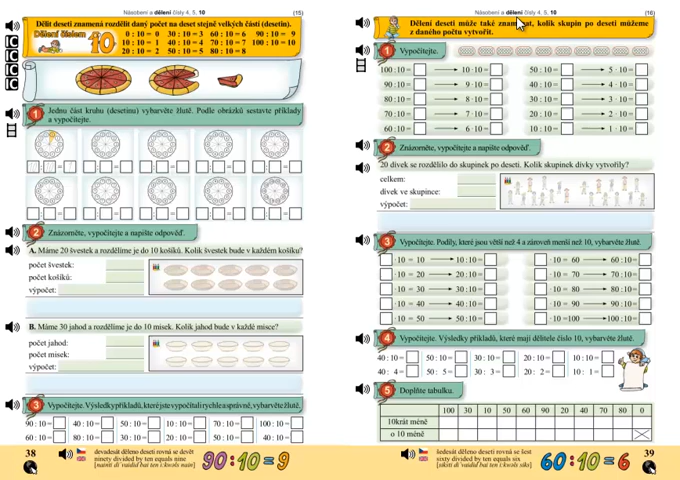 Násobení a dělení čísly 4, 5, 10
(15)
Dělit deseti znamená rozdělit daný počet na deset stejně velkých částí (desetin).
Dělení číslem 10
0 : 10 = 0 30 : 10 = 3 60 : 10 = 6 90 : 10 = 9
10 : 10 = 1 40 : 10 = 4 70 : 10 = 7 100 : 10 = 10
20 : 10 = 2 50 : 10 = 5 80 : 10 = 8
1 Jednu část kruhu (desetinu) vybarvěte žlutě. Podle obrázků sestavte příklady
a vypočítejte.
2 Znázorněte, vypočítejte a napište odpověď.
A. Máme 20 švestek a rozdělíme je do 10 košíků. Kolik švestek bude v každém košíku?
počet švestek:
počet košíků:
výpočet:
B. Máme 30 jahod a rozdělíme je do 10 misek. Kolik jahod bude v každé misce?
počet jahod:
počet misek:
výpočet:
3 Vypočítejte. Výsledky příkladů, které jste vypočítali rychle a správně, vybarvěte žlutě.
90 : 10 = 40 : 10 = 50 : 10 = 10 : 10 = 70 : 10 = 100 : 10 =
60 : 10 = 80 : 10 = 30 : 10 = 20 : 10 = 50 : 10 = 40 : 10 =
38
devadesát děleno deseti rovná se devět
ninety divided by ten equals nine
90 : 10 = 9
Násobení a dělení čísly 4, 5, 10
(16)
Dělení deseti může také znamenat, kolik skupin po deseti můžeme
z daného počtu vytvořit.
1 Vypočítejte.
100 : 10 = 10 · 10 = 50 : 10 = 5 · 10 =
90 : 10 = 9 · 10 = 40 : 10 = 4 · 10 =
80 : 10 = 8 · 10 = 30 : 10 = 3 · 10 =
70 : 10 = 7 · 10 = 20 : 10 = 2 · 10 =
60 : 10 = 6 · 10 = 10 : 10 = 1 · 10 =
2 Znázorněte, vypočítejte a napište odpověď.
20 dívek se rozdělilo do skupinek po deseti. Kolik skupinek dívky vytvořily?
celkem:
dívek ve skupince:
výpočet:
3 Vypočítejte. Podíly, které jsou větší než 4 a zároveň menší než 10, vybarvěte žlutě.
· 10 = 10 10 : 10 = · 10 = 60 60 : 10 =
· 10 = 20 20 : 10 = · 10 = 70 70 : 10 =
· 10 = 30 30 : 10 = · 10 = 80 80 : 10 =
· 10 = 40 40 : 10 = · 10 = 90 90 : 10 =
· 10 = 50 50 : 10 = · 10 = 100 100 : 10 =
4 Vypočítejte. Výsledky příkladů, které mají dělitele číslo 10, vybarvěte žlutě.
40 : 10 = 50 : 10 = 30 : 10 = 20 : 10 = 10 : 10 =
40 : 4 = 50 : 5 = 30 : 3 = 20 : 2 = 10 : 1 =
5 Doplňte tabulku.
100 30 10 50 60 90 20 40 70 80 0
10krát méně
o 10 méně
šedesát děleno deseti rovná se šest
sixty divided by ten equals six
60 : 10 = 6
39